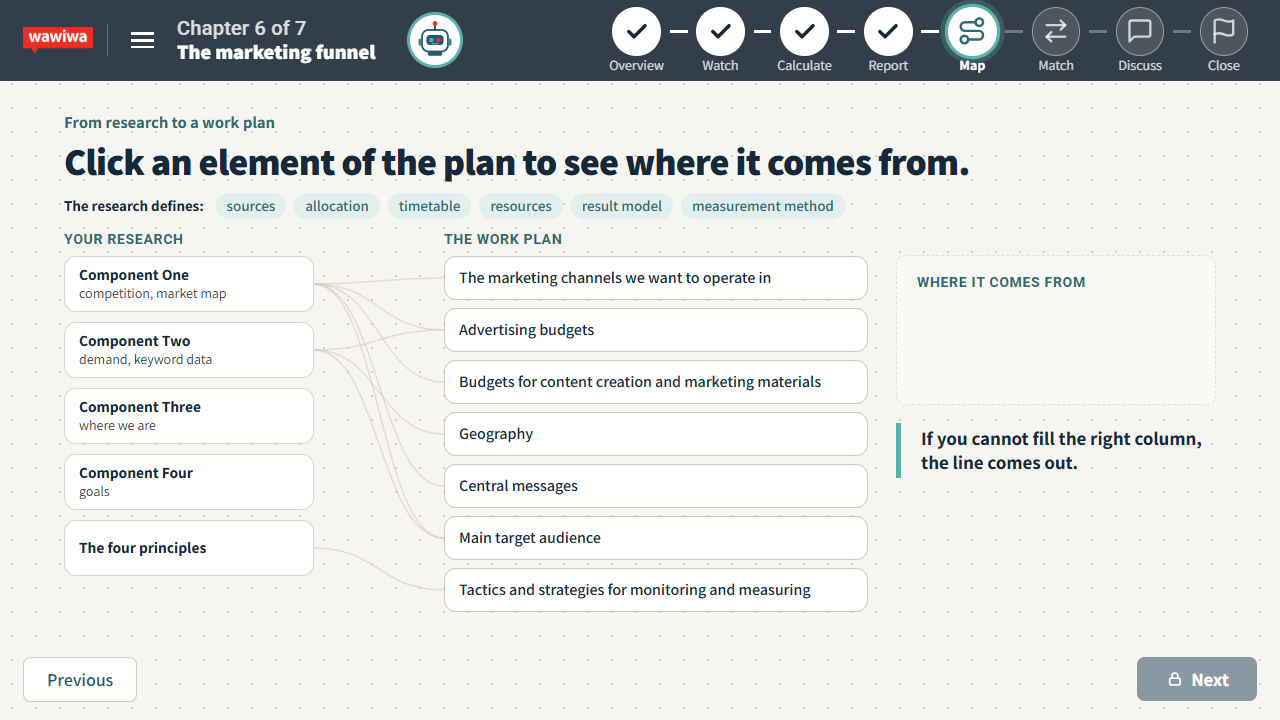 wawiwa
Chapter 6 of 7
The marketing funnel
Overview
Watch
Calculate
Report
Map
Match
Discuss
Close
From research to a work plan
Click an element of the plan to see where it comes from.
The research defines: sources allocation timetable resources result model measurement method
YOUR RESEARCH
Component One
competition, market map
Component Two
demand, keyword data
Component Three
where we are
Component Four
goals
The four principles
THE WORK PLAN
The marketing channels we want to operate in
Advertising budgets
Budgets for content creation and marketing materials
Geography
Central messages
Main target audience
Tactics and strategies for monitoring and measuring
WHERE IT COMES FROM
If you cannot fill the right column,
the line comes out.
Previous
Next